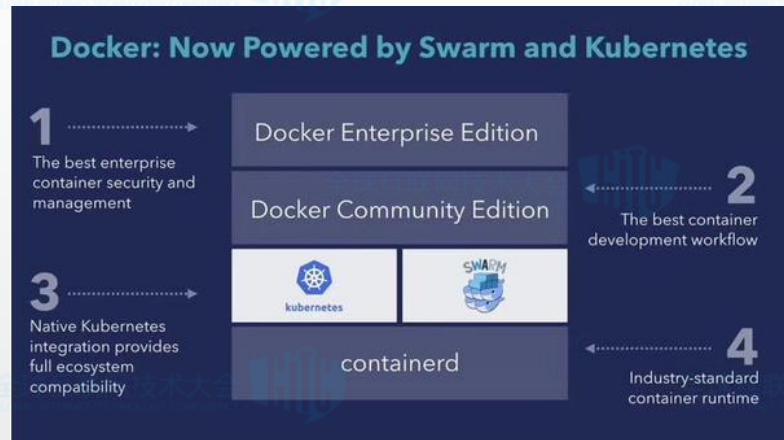 Docker: Now Powered by Swarm and Kubernetes
1
The best enterprise
container security and
management
Docker Enterprise Edition
Docker Community Edition
2
The best container
development workflow
3
Native Kubernetes
integration provides
full ecosystem
compatibility
kubernetes
SWARM
containerd
4
Industry-standard
container runtime